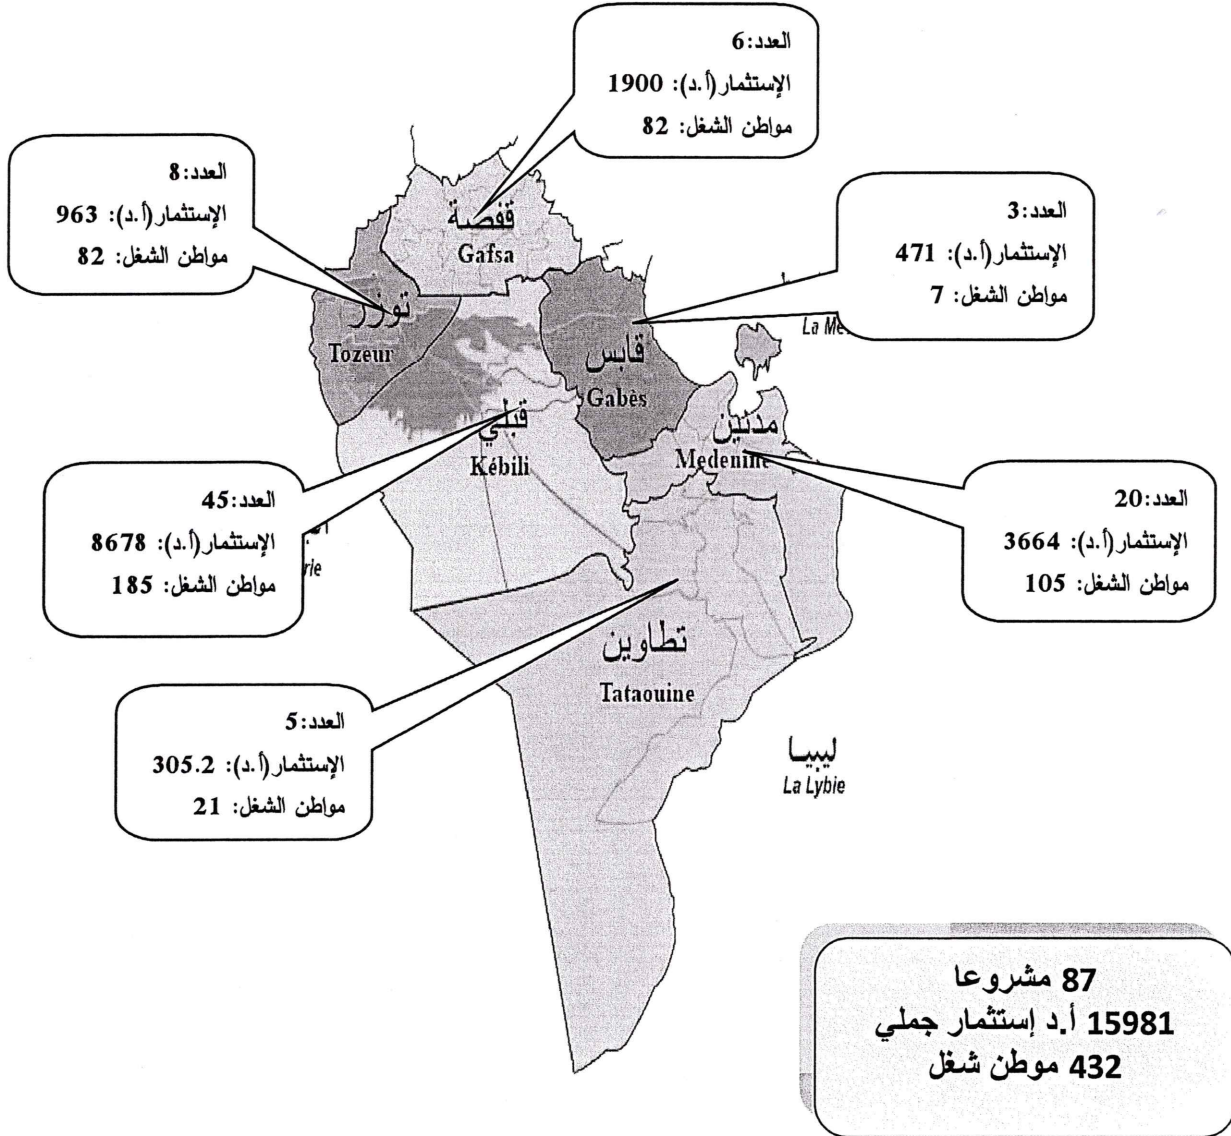 العدد:6
الإستثمار(أ.د): 1900
مواطن الشغل: 82
العدد:8
الإستثمار(أ.د): 963
مواطن الشغل: 82
العدد:3
الإستثمار(أ.د): 471
مواطن الشغل: 7
قفصة
Gafsa
توزر
Tozeur
قابس
Gabès
La Me
قبلي
Kébili
مدنين
Medenine
العدد:45
الإستثمار(أ.د): 8678
مواطن الشغل: 185
rie
العدد:20
الإستثمار(أ.د): 3664
مواطن الشغل: 105
تطاوين
Tataouine
العدد:5
الإستثمار(أ.د): 305.2
مواطن الشغل: 21
ليبيا
La Lybie
87 مشروعا
15981 أ.د إستثمار جملي
432 موطن شغل